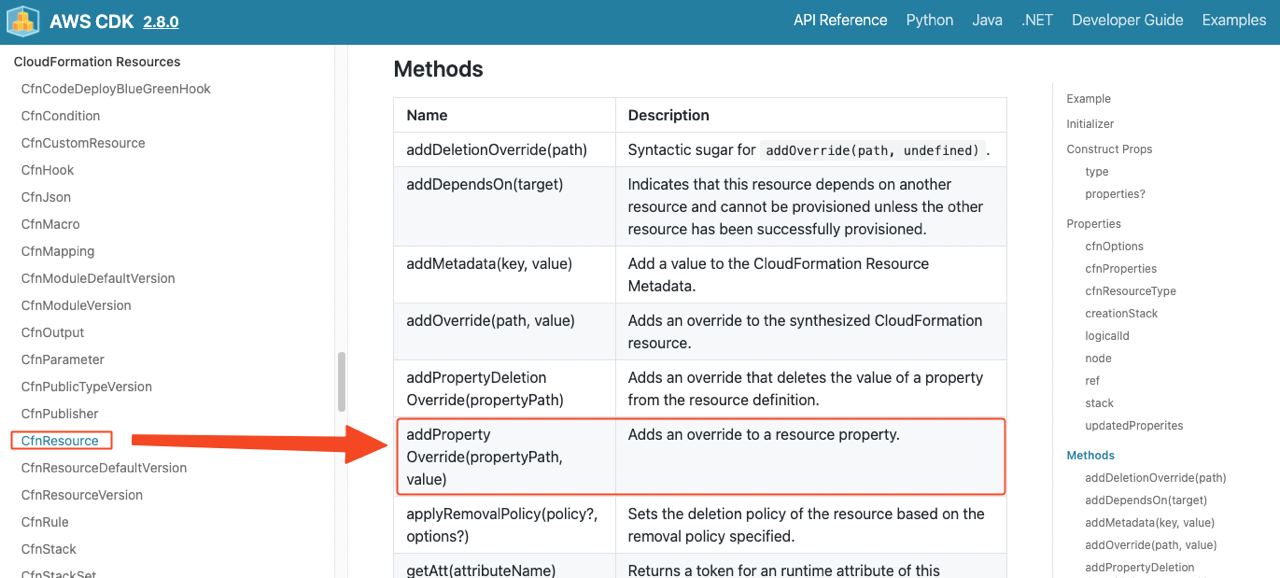 AWS CDK 2.8.0
API Reference Python Java .NET Developer Guide Examples
CloudFormation Resources
CfnCodeDeployBlueGreenHook
CfnCondition
CfnCustomResource
CfnHook
CfnJson
CfnMacro
CfnMapping
CfnModuleDefaultVersion
CfnModuleVersion
CfnOutput
CfnParameter
CfnPublicTypeVersion
CfnPublisher
CfnResource
CfnResourceDefaultVersion
CfnResourceVersion
CfnRule
CfnStack
CfnStackSet
Methods
Name Description
addDeletionOverride(path) Syntactic sugar for addOverride(path, undefined) .
addDependsOn(target) Indicates that this resource depends on another
resource and cannot be provisioned unless the other
resource has been successfully provisioned.
addMetadata(key, value) Add a value to the CloudFormation Resource
Metadata.
addOverride(path, value) Adds an override to the synthesized CloudFormation
resource.
addPropertyDeletion Adds an override that deletes the value of a property
Override(propertyPath) from the resource definition.
addProperty Adds an override to a resource property.
Override(propertyPath,
value)
applyRemovalPolicy(policy?, Sets the deletion policy of the resource based on the
options?) removal policy specified.
getAtt(attributeName) Returns a token for an runtime attribute of this
Example
Initializer
Construct Props
type
properties?
Properties
cfnOptions
cfnProperties
cfnResourceType
creationStack
logicalId
node
ref
stack
updatedProperites
Methods
addDeletionOverride(path)
addDependsOn(target)
addMetadata(key, value)
addOverride(path, value)
addPropertyDeletion